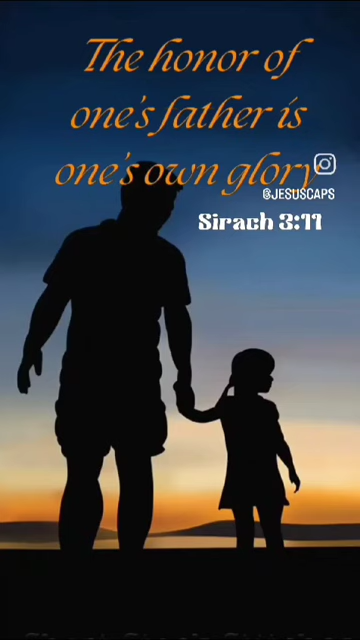 The honor of
one's father is
one's own glory
@JESUSCAPS
Sirach 3:11